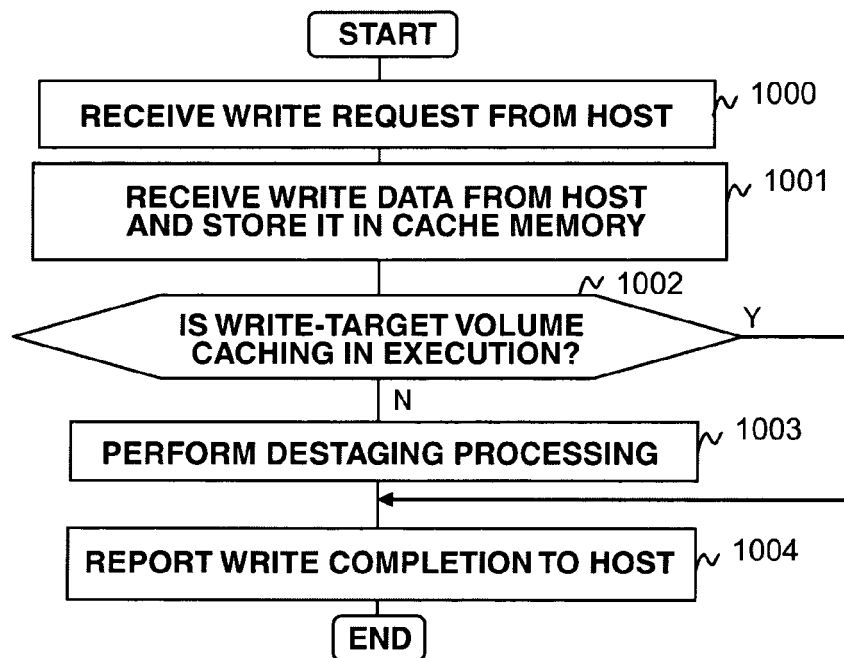 START
RECEIVE WRITE REQUEST FROM HOST
1000
RECEIVE WRITE DATA FROM HOST
AND STORE IT IN CACHE MEMORY
1001
1002
IS WRITE-TARGET VOLUME
CACHING IN EXECUTION?
Y
N
PERFORM DESTAGING PROCESSING
1003
REPORT WRITE COMPLETION TO HOST
1004
END